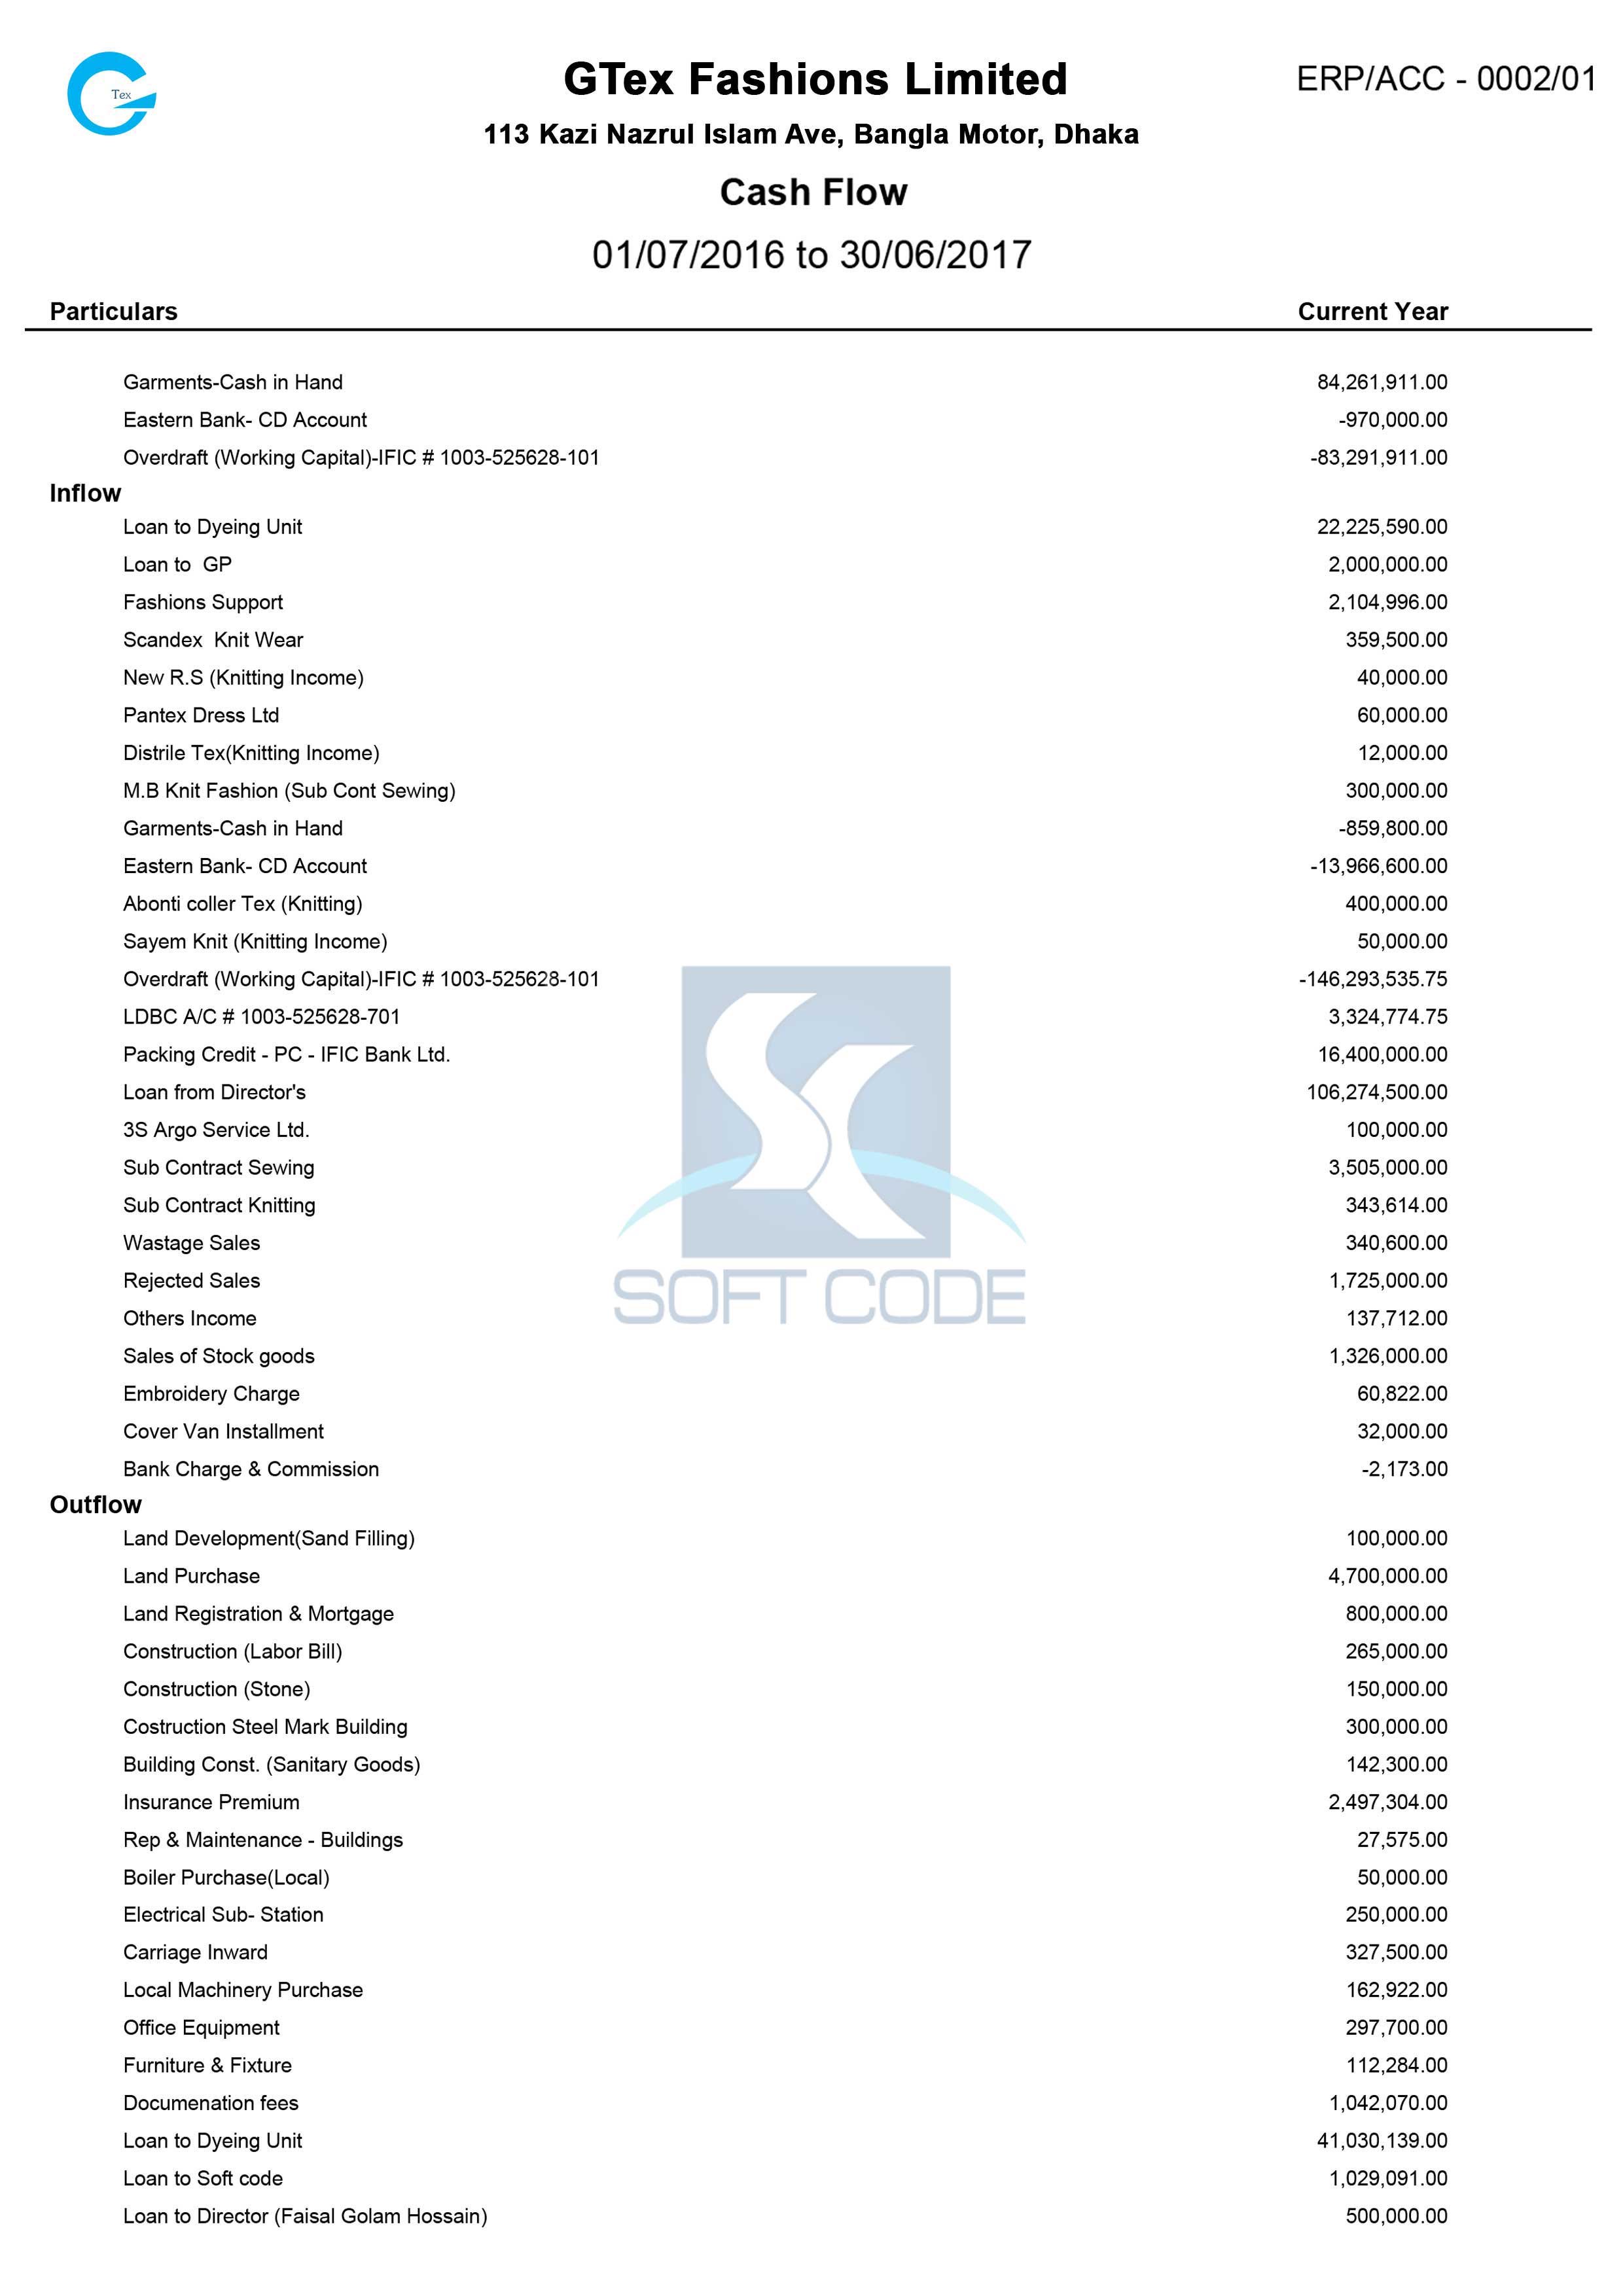 Tex
GTex Fashions Limited
ERP/ACC - 0002/01
113 Kazi Nazrul Islam Ave, Bangla Motor, Dhaka
Cash Flow
01/07/2016 to 30/06/2017
Particulars Current Year
Garments-Cash in Hand 84,261,911.00
Eastern Bank- CD Account -970,000.00
Overdraft (Working Capital)-IFIC # 1003-525628-101 -83,291,911.00
Inflow
Loan to Dyeing Unit 22,225,590.00
Loan to  GP 2,000,000.00
Fashions Support 2,104,996.00
Scandex  Knit Wear 359,500.00
New R.S (Knitting Income) 40,000.00
Pantex Dress Ltd 60,000.00
Distrile Tex(Knitting Income) 12,000.00
M.B Knit Fashion (Sub Cont Sewing) 300,000.00
Garments-Cash in Hand -859,800.00
Eastern Bank- CD Account -13,966,600.00
Abonti coller Tex (Knitting) 400,000.00
Sayem Knit (Knitting Income) 50,000.00
Overdraft (Working Capital)-IFIC # 1003-525628-101 -146,293,535.75
LDBC A/C # 1003-525628-701 3,324,774.75
Packing Credit - PC - IFIC Bank Ltd. 16,400,000.00
Loan from Director's 106,274,500.00
3S Argo Service Ltd. 100,000.00
Sub Contract Sewing 3,505,000.00
Sub Contract Knitting 343,614.00
Wastage Sales 340,600.00
Rejected Sales 1,725,000.00
SOFT CODE
Others Income 137,712.00
Sales of Stock goods 1,326,000.00
Embroidery Charge 60,822.00
Cover Van Installment 32,000.00
Bank Charge & Commission -2,173.00
Outflow
Land Development(Sand Filling) 100,000.00
Land Purchase 4,700,000.00
Land Registration & Mortgage 800,000.00
Construction (Labor Bill) 265,000.00
Construction (Stone) 150,000.00
Costruction Steel Mark Building 300,000.00
Building Const. (Sanitary Goods) 142,300.00
Insurance Premium 2,497,304.00
Rep & Maintenance - Buildings 27,575.00
Boiler Purchase(Local) 50,000.00
Electrical Sub- Station 250,000.00
Carriage Inward 327,500.00
Local Machinery Purchase 162,922.00
Office Equipment 297,700.00
Furniture & Fixture 112,284.00
Documenation fees 1,042,070.00
Loan to Dyeing Unit 41,030,139.00
Loan to Soft code 1,029,091.00
Loan to Director (Faisal Golam Hossain) 500,000.00